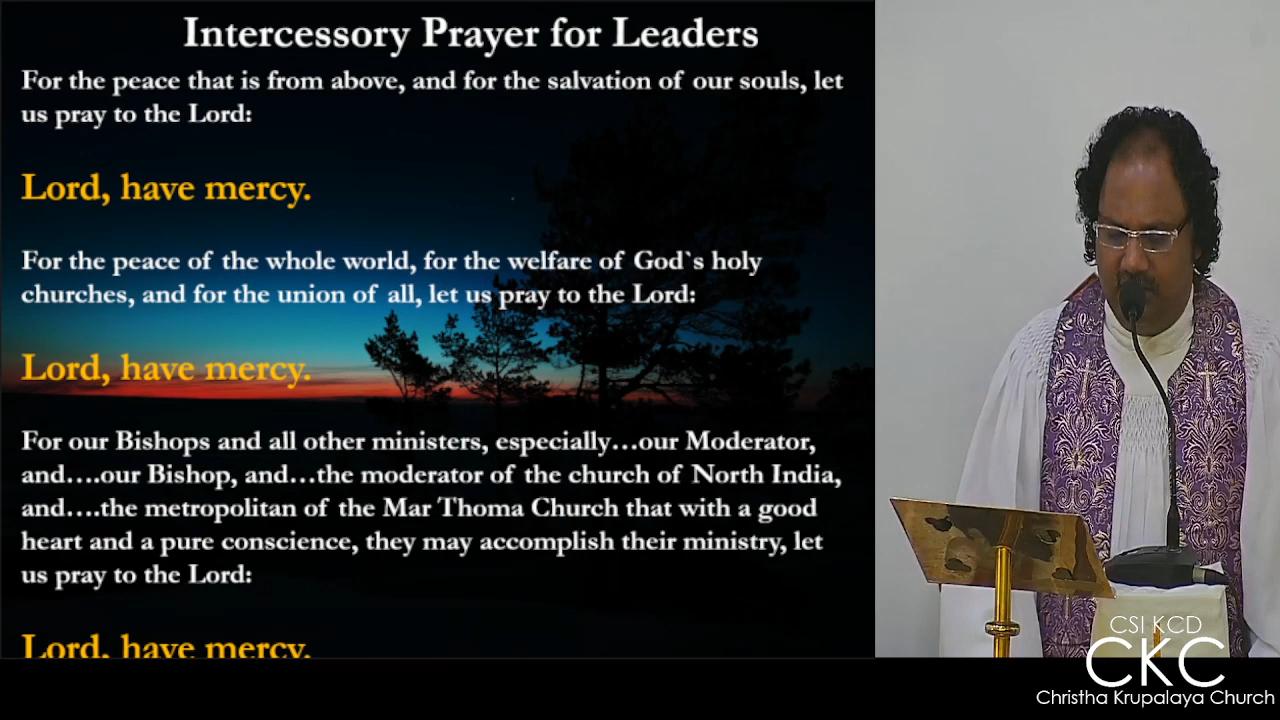 Intercessory Prayer for Leaders
For the peace that is from above, and for the salvation of our souls, let
us pray to the Lord:
Lord, have mercy.
For the peace of the whole world, for the welfare of God`s holy
churches, and for the union of all, let us pray to the Lord:
Lord, have mercy.
For our Bishops and all other ministers, especially…our Moderator,
and….our Bishop, and…the moderator of the church of North India,
and….the metropolitan of the Mar Thoma Church that with a good
heart and a pure conscience, they may accomplish their ministry, let
us pray to the Lord:
Lord, have mercy.
CSI KCD
CKC
Christha Krupalaya Church